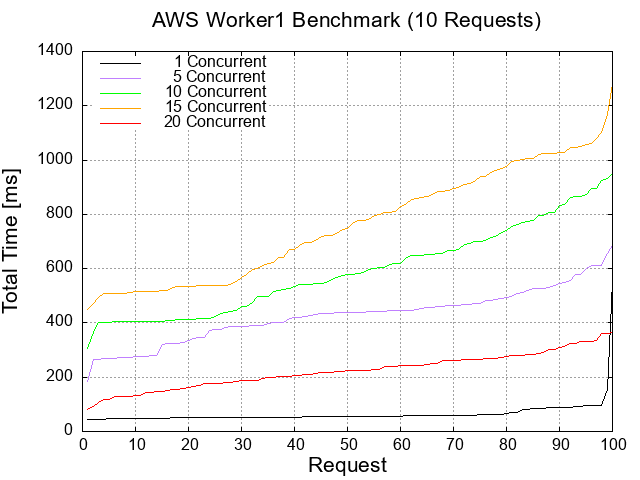 AWS Worker1 Benchmark (10 Requests)
1400
1200
1000
800
600
400
200
0
Total Time [ms]
1 Concurrent
5 Concurrent
10 Concurrent
15 Concurrent
20 Concurrent
0 10 20 30 40 50 60 70 80 90 100
Request